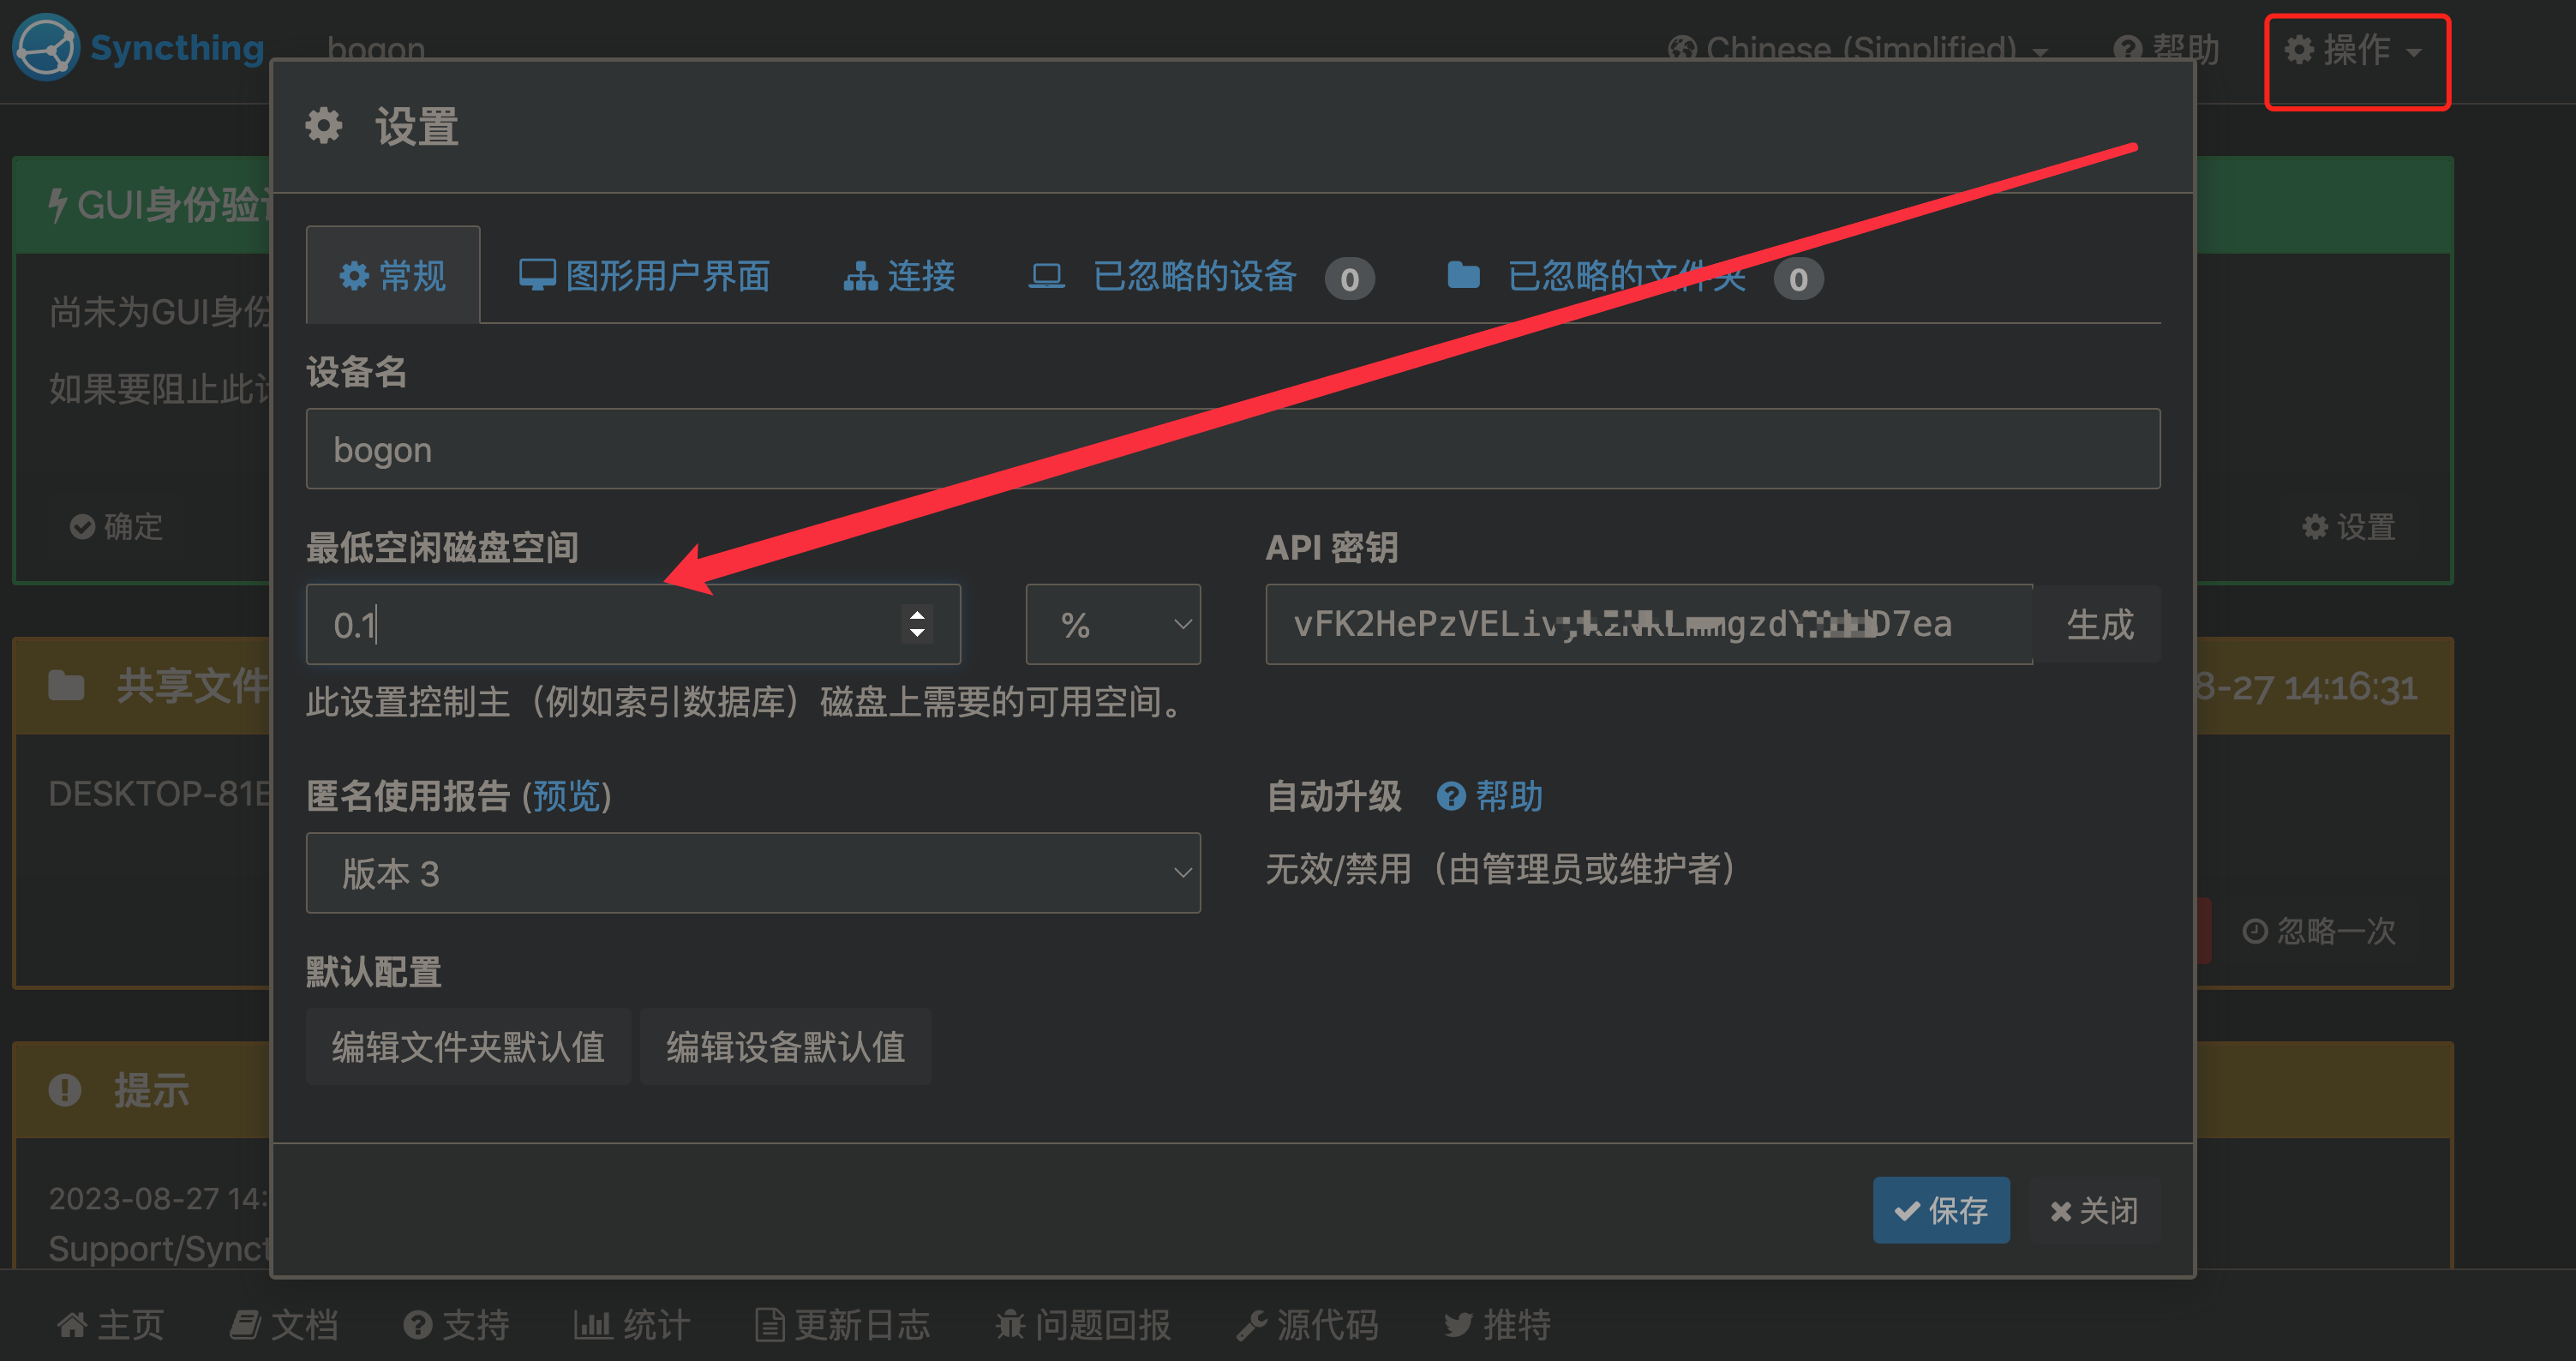 Syncthing bogon Chinese (Simplified) 帮助 操作
设置
GUI身份验
常规 图形用户界面 连接 已忽略的设备 0 已忽略的文件夹 0
尚未为GUI身份
如果要阻止此
设备名
bogon
确定 设置
最低空闲磁盘空间 API 密钥
0.1 % 生成
此设置控制主（例如索引数据库）磁盘上需要的可用空间。
共享文件 8-27 14:16:31
DESKTOP-81E
匿名使用报告 (预览) 自动升级 帮助
版本 3 无效/禁用（由管理员或维护者）
忽略一次
默认配置
编辑文件夹默认值 编辑设备默认值
提示
2023-08-27 14:
Support/Synct
保存 关闭
主页 文档 支持 统计 更新日志 问题回报 源代码 推特